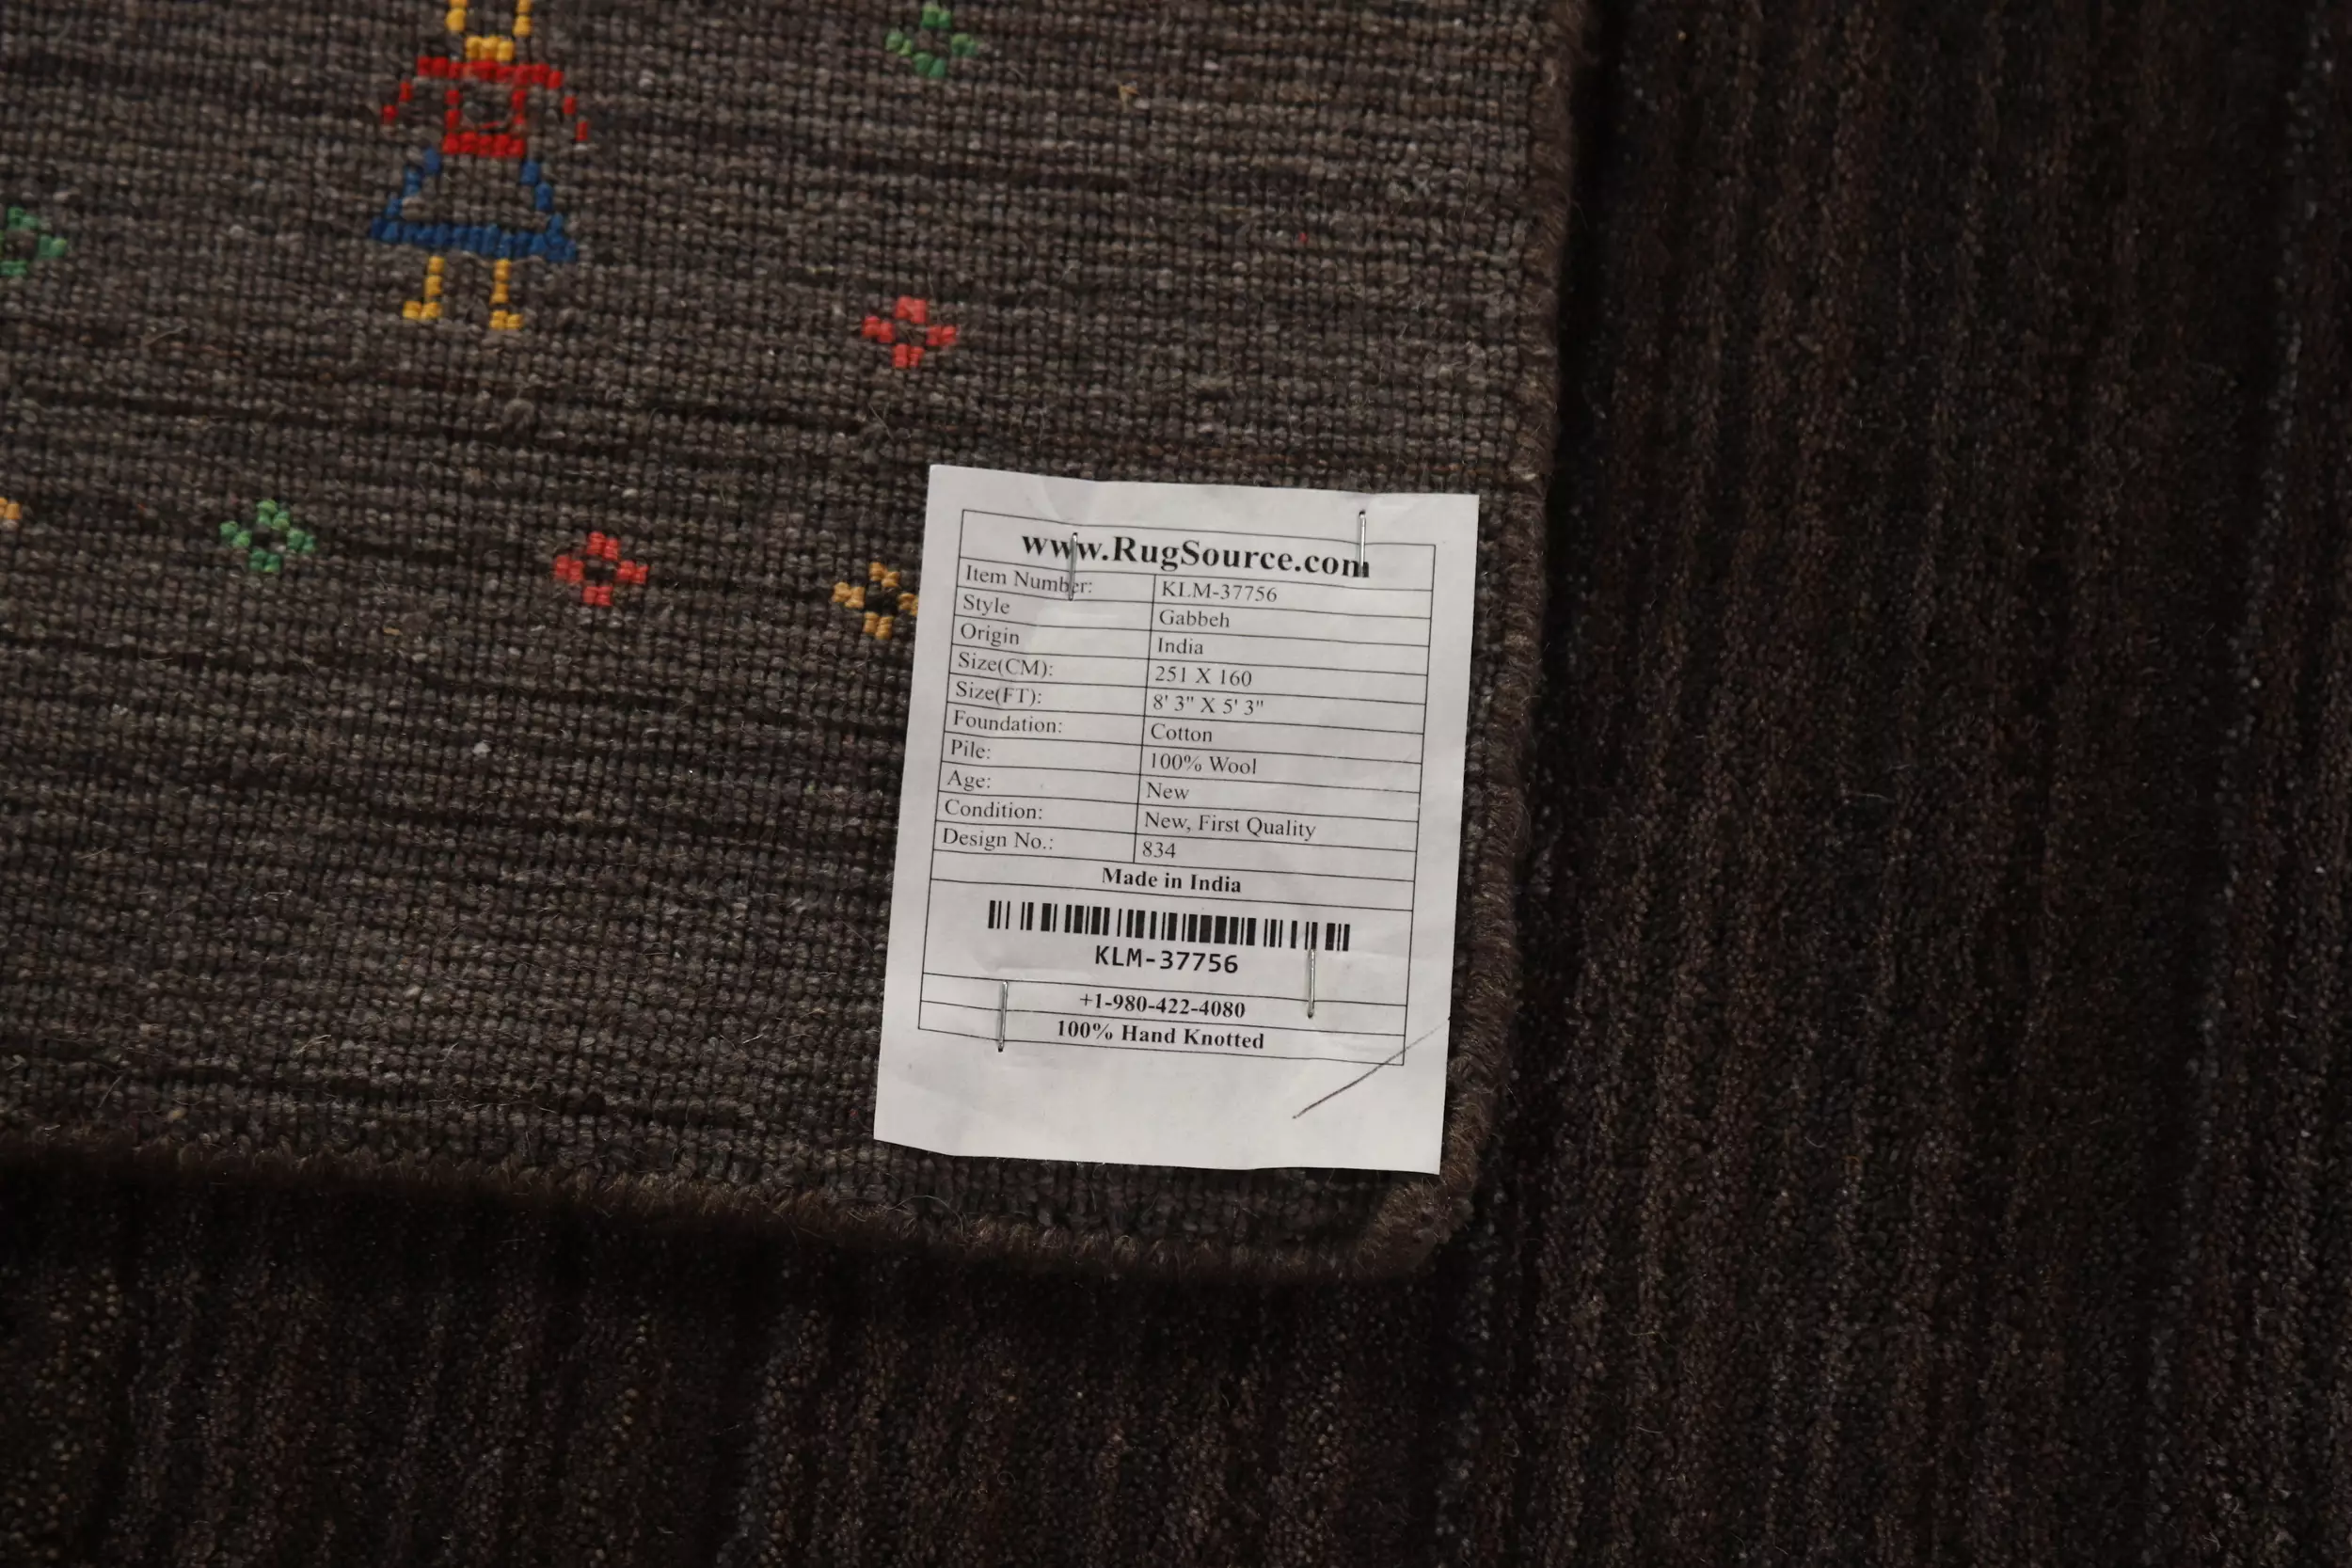 www.RugSource.com
Item Number: KLM-37756
Style Gabbeh
Origin India
Size(CM): 251 X 160
Size(FT): 8' 3" X 5' 3"
Foundation: Cotton
Pile: 100% Wool
Age: New
Condition: New, First Quality
Design No.: 834
Made in India
KLM-37756
+1-980-422-4080
100% Hand Knotted